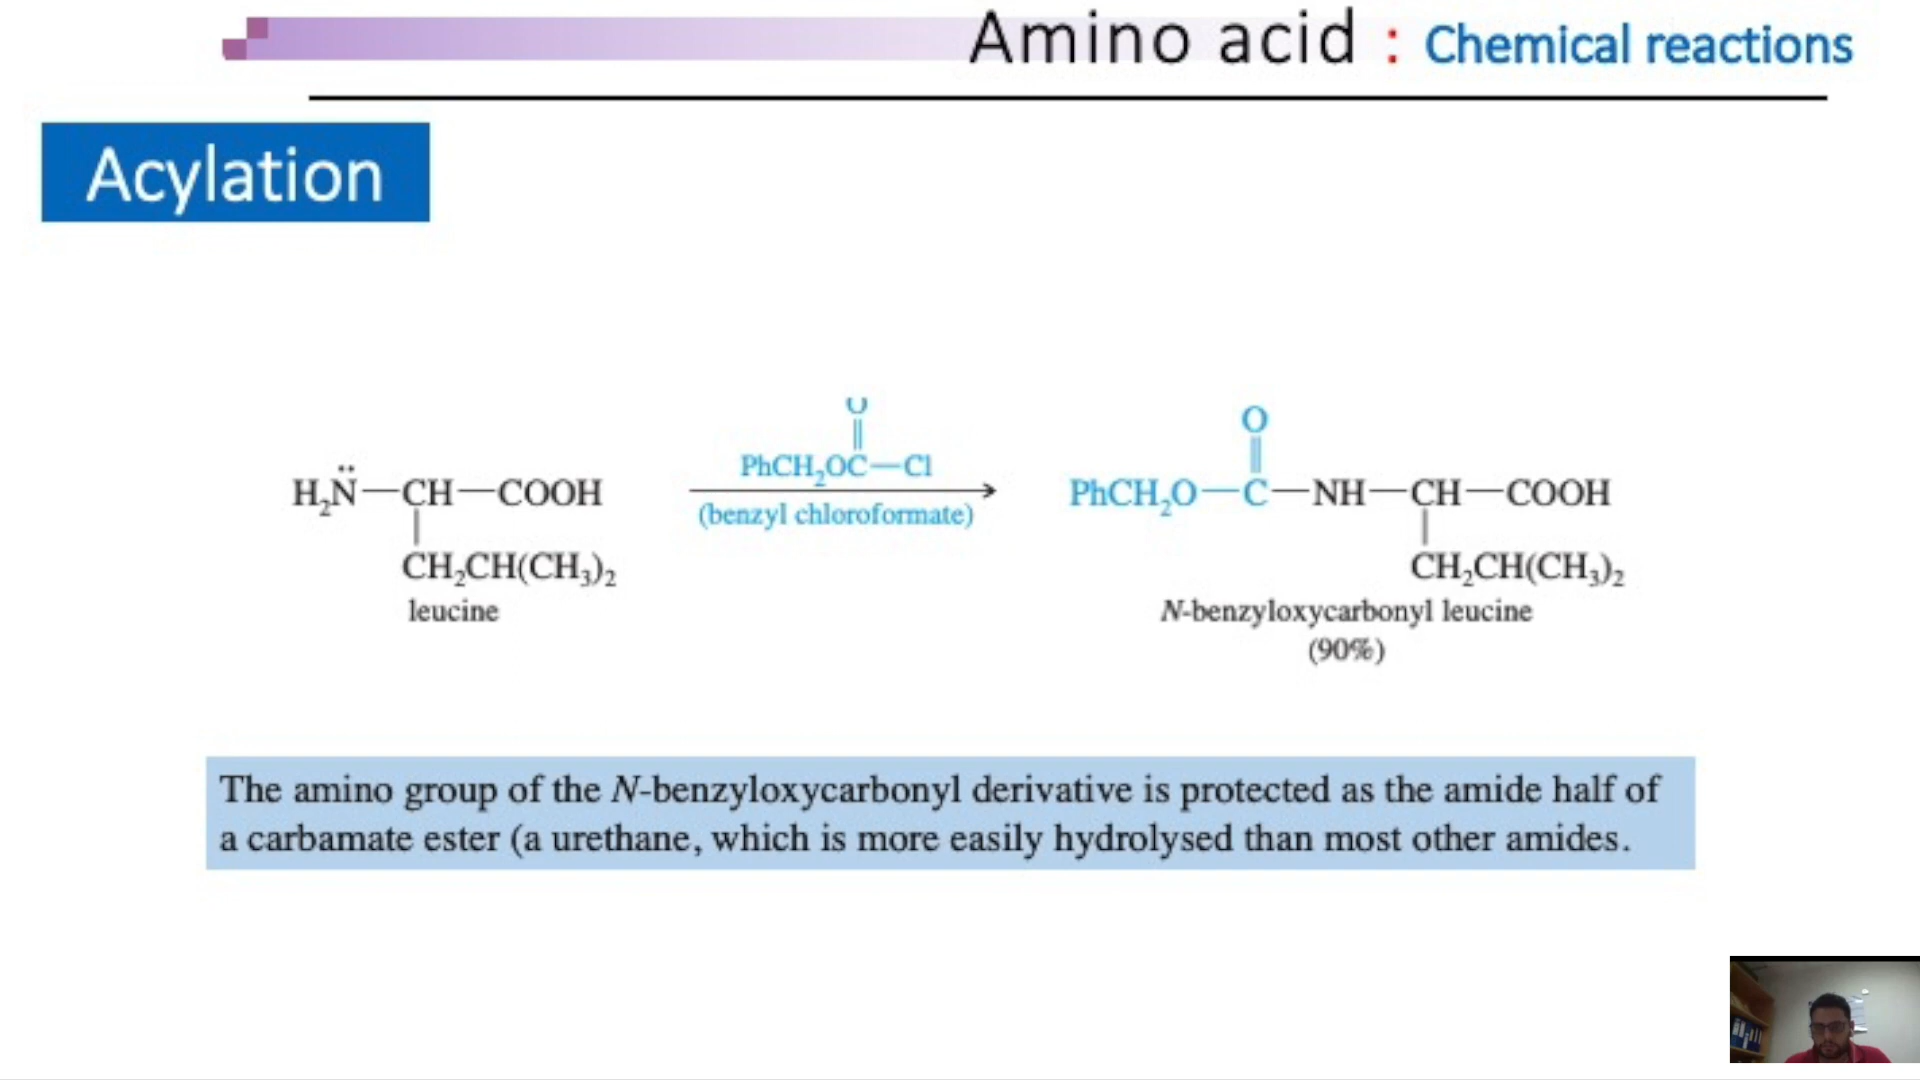 Amino acid : Chemical reactions
Acylation
O
PhCH₂OC—Cl
(benzyl chloroformate)
H₂N̈—CH—COOH
CH₂CH(CH₃)₂
leucine
O
PhCH₂O—C—NH—CH—COOH
CH₂CH(CH₃)₂
N-benzyloxycarbonyl leucine
(90%)
The amino group of the N-benzyloxycarbonyl derivative is protected as the amide half of
a carbamate ester (a urethane, which is more easily hydrolysed than most other amides.